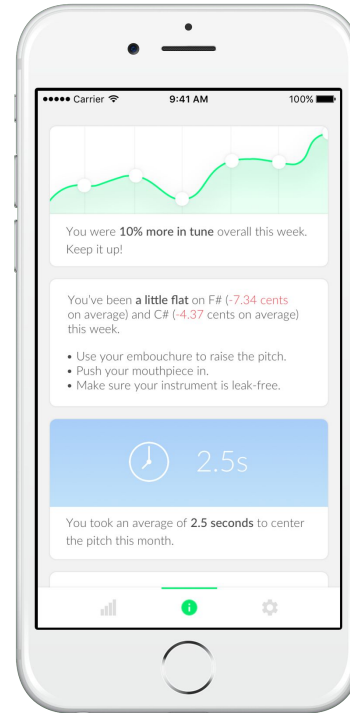 Carrier
9:41 AM
100%
You were 10% more in tune overall this week.
Keep it up!
You've been a little flat on F# (-7.34 cents
on average) and C# (-4.37 cents on average)
this week.
• Use your embouchure to raise the pitch.
• Push your mouthpiece in.
• Make sure your instrument is leak-free.
2.5s
You took an average of 2.5 seconds to center
the pitch this month.